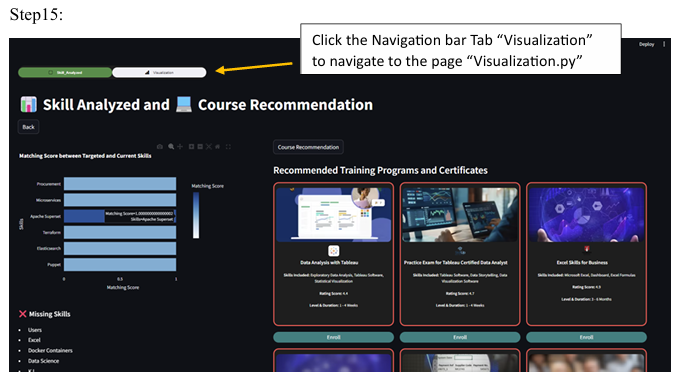 Step15:
Click the Navigation bar Tab “Visualization”
to navigate to the page “Visualization.py”
Deploy
Skill_Analyzed
Visualization
Skill Analyzed and Course Recommendation
Back
Matching Score between Targeted and Current Skills
Matching Score
Skills
Procurement
Microservices
Apache Superset
Terraform
Elasticsearch
Puppet
Skills=Apache Superset
0
0.5
1
Matching Score
1
0
Missing Skills
Users
Excel
Docker Containers
Data Science
Course Recommendation
Recommended Training Programs and Certificates
Data Analysis with Tableau
Skills Included: Exploratory Data Analysis, Tableau Software,
Statistical Visualization
Rating Score: 4.4
Level & Duration: 1 - 4 Weeks
Enroll
Practice Exam for Tableau Certified Data Analyst
Skills Included: Tableau Software, Data Storytelling, Data
Visualization Software
Rating Score: 4.7
Level & Duration: 1 - 4 Weeks
Enroll
Excel Skills for Business
Skills Included: Microsoft Excel, Dashboard, Excel Formulas
Rating Score: 4.9
Level & Duration: 3 - 6 Months
Enroll